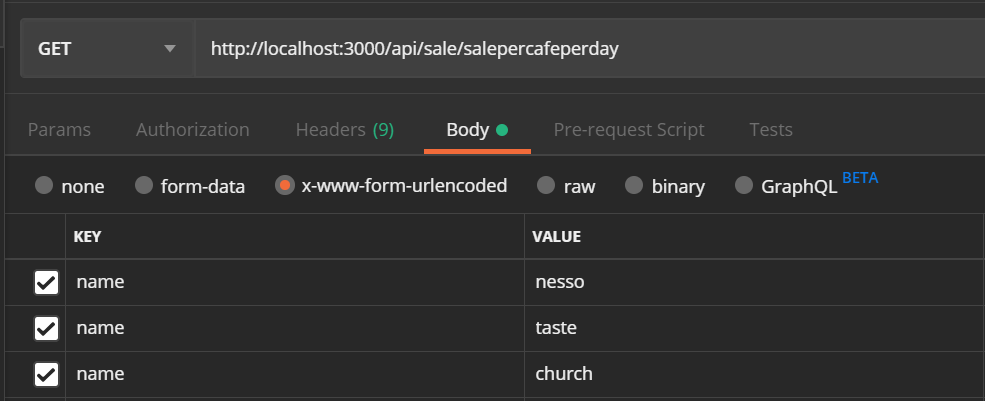 GET http://localhost:3000/api/sale/salepercafeperday
Params Authorization Headers (9) Body Pre-request Script Tests
none form-data x-www-form-urlencoded raw binary GraphQL BETA
KEY VALUE
name nesso
name taste
name church